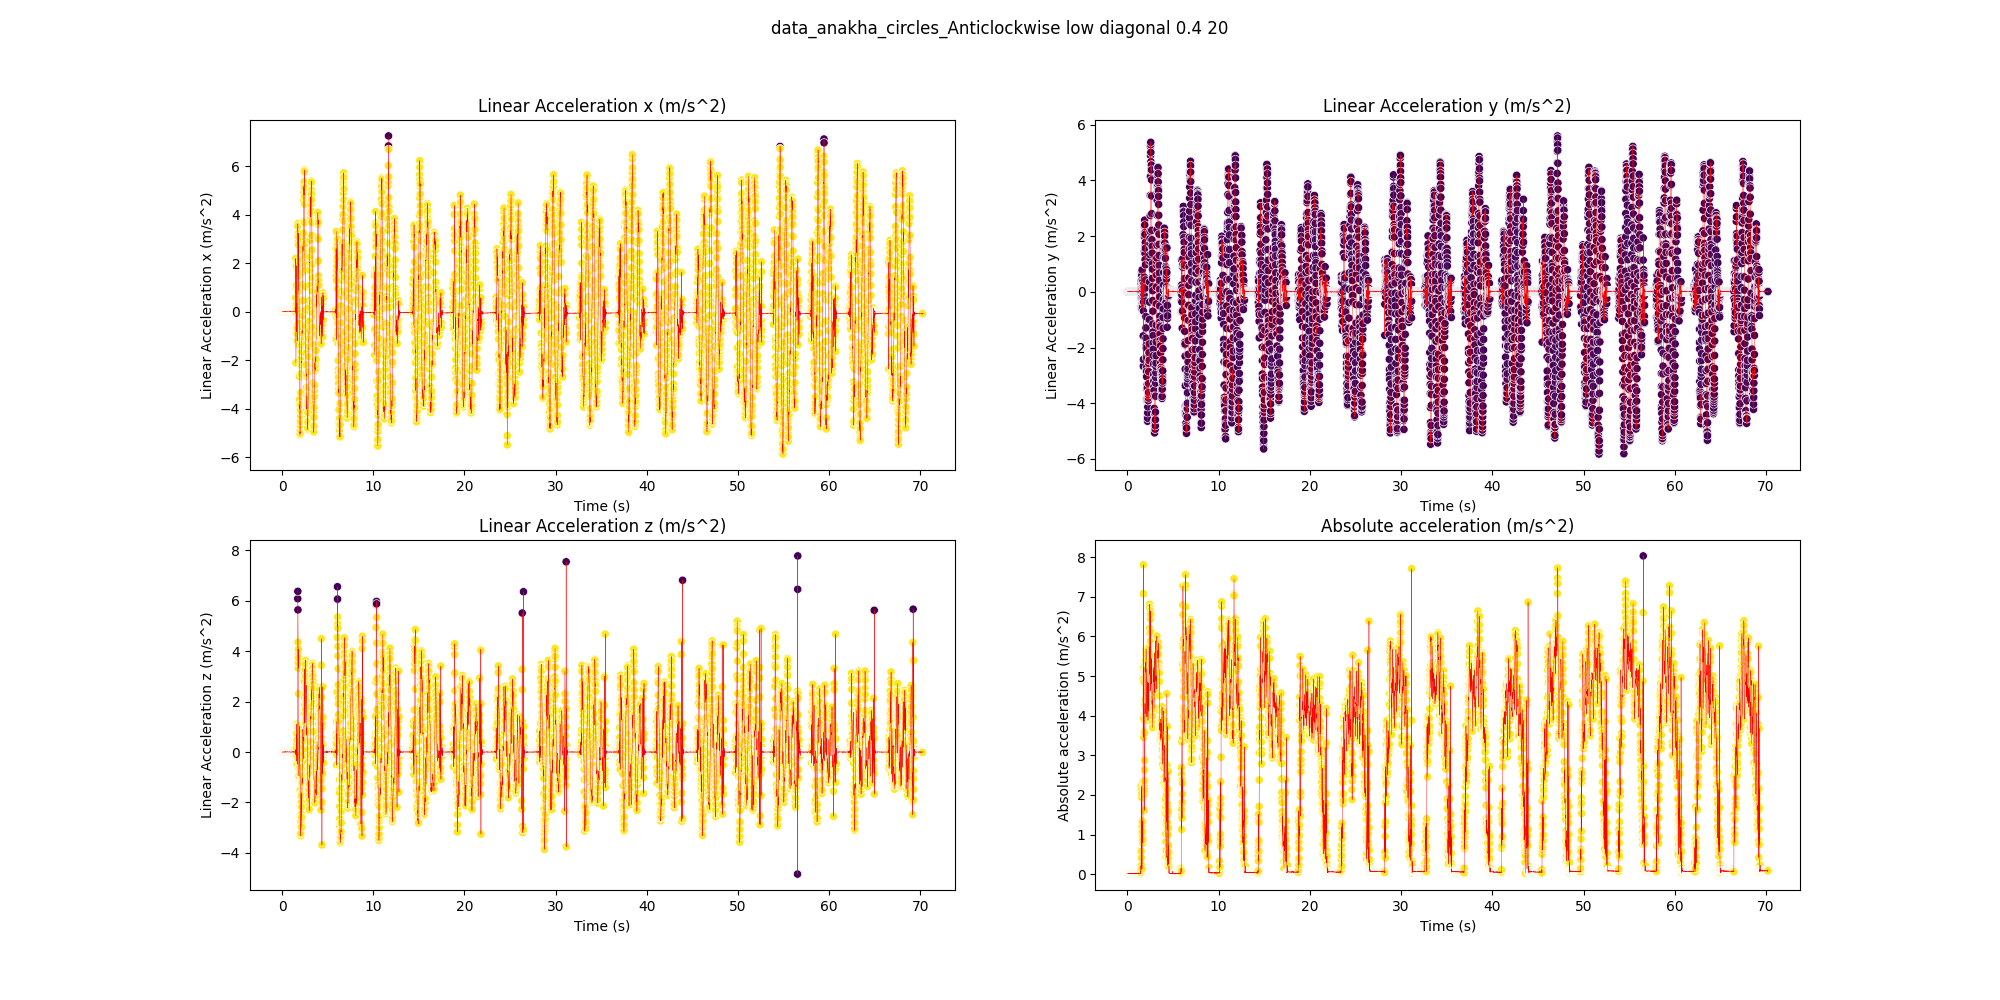 data_anakha_circles_Anticlockwise low diagonal 0.4 20
Linear Acceleration x (m/s^2)
Linear Acceleration x (m/s^2)
6
4
2
0
−2
−4
−6
0 10 20 30 40 50 60 70
Time (s)
Linear Acceleration y (m/s^2)
Linear Acceleration y (m/s^2)
6
4
2
0
−2
−4
−6
0 10 20 30 40 50 60 70
Time (s)
Linear Acceleration z (m/s^2)
Linear Acceleration z (m/s^2)
8
6
4
2
0
−2
−4
0 10 20 30 40 50 60 70
Time (s)
Absolute acceleration (m/s^2)
Absolute acceleration (m/s^2)
8
7
6
5
4
3
2
1
0
0 10 20 30 40 50 60 70
Time (s)